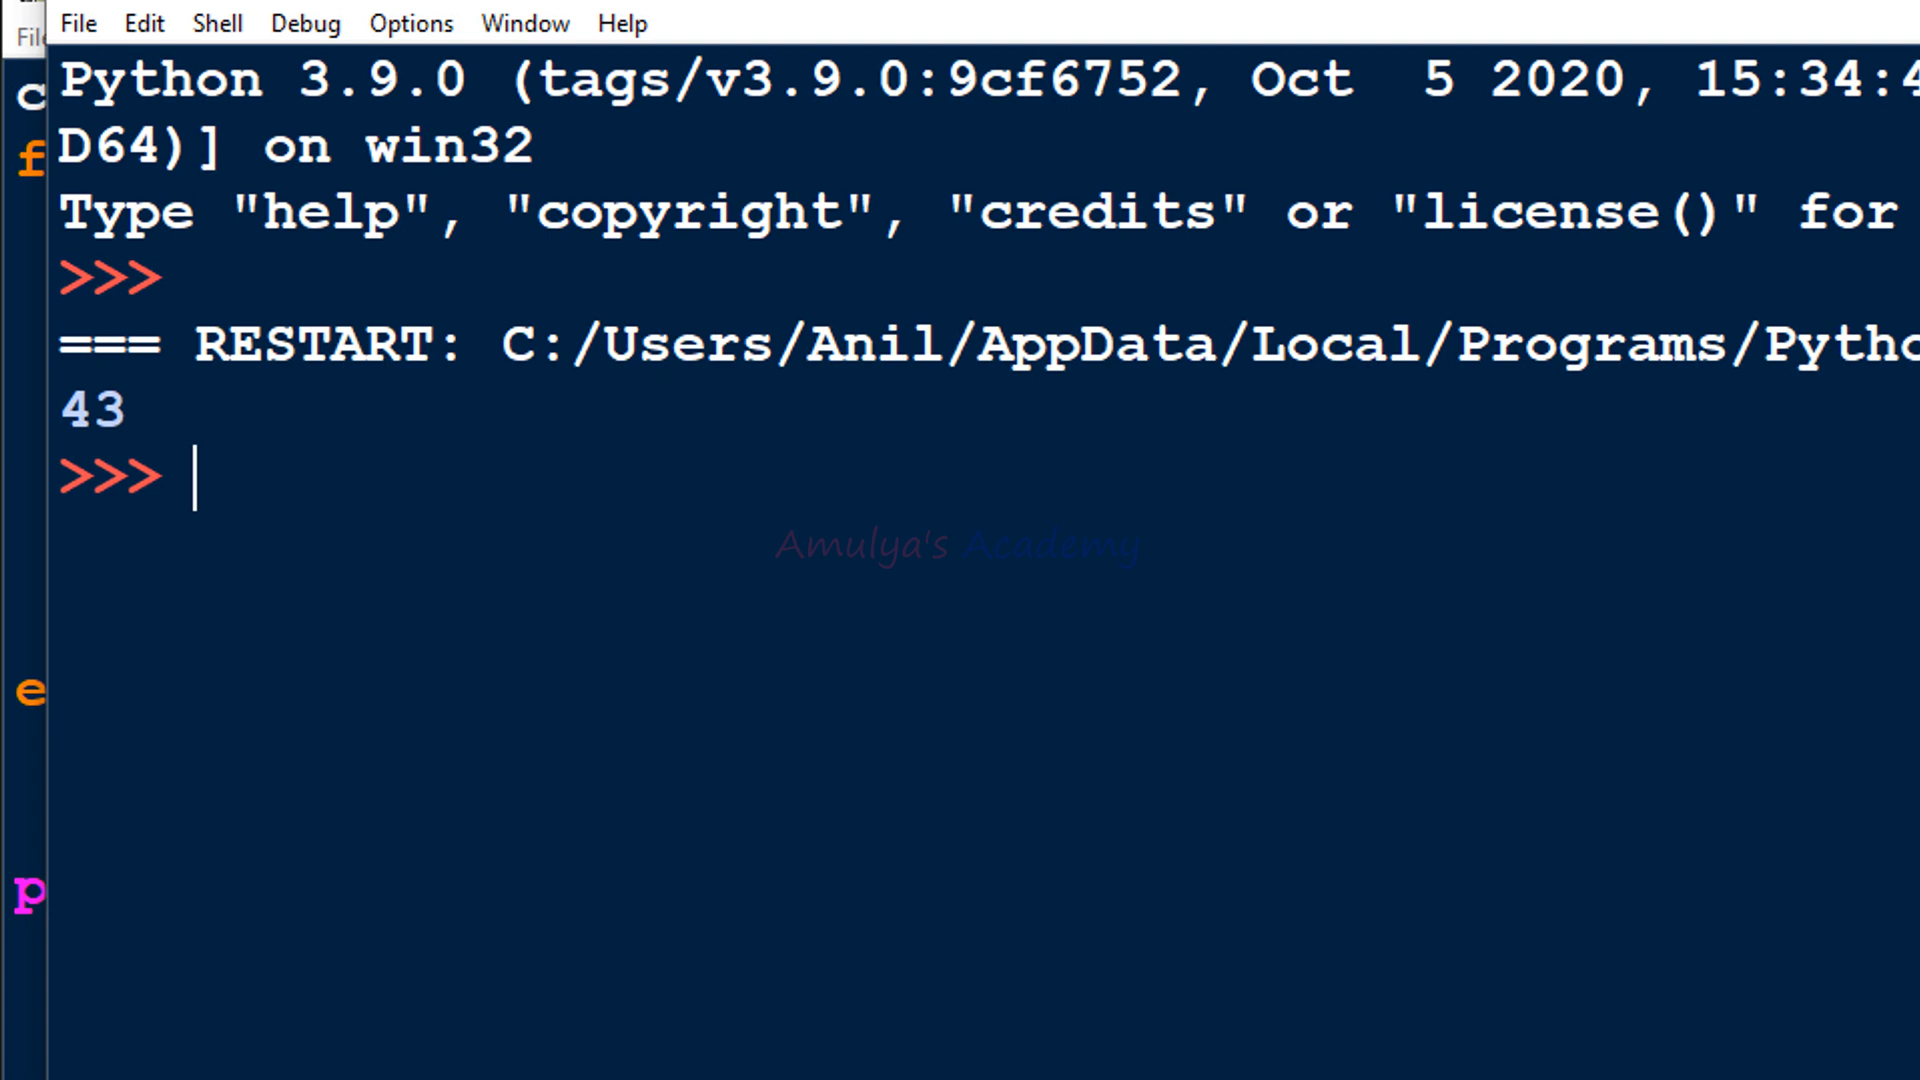 File Edit Shell Debug Options Window Help
File
Python 3.9.0 (tags/v3.9.0:9cf6752, Oct  5 2020, 15:34:4
D64)] on win32
Type "help", "copyright", "credits" or "license()" for
>>>
=== RESTART: C:/Users/Anil/AppData/Local/Programs/Pytho
43
>>>
Amulya's Academy
c
f
e
p